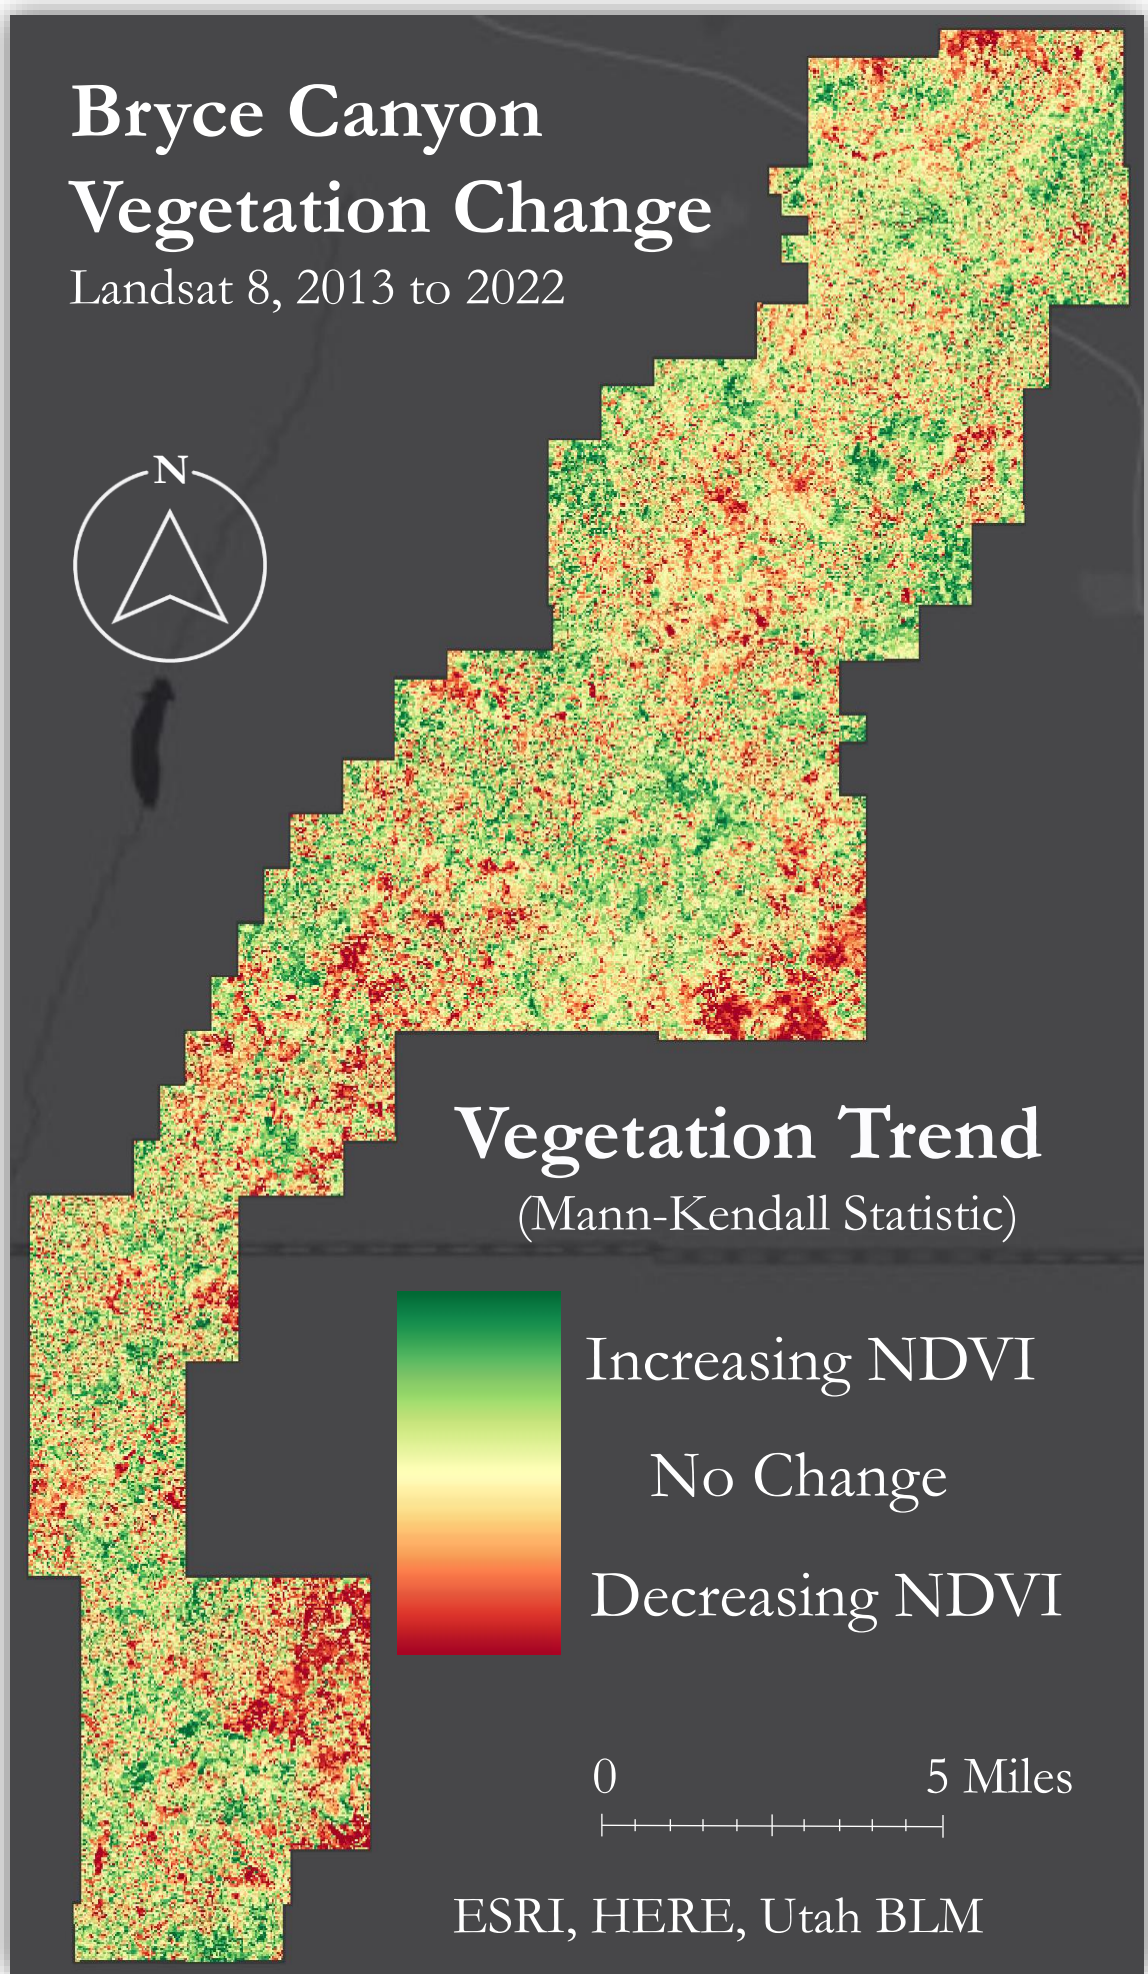 Bryce Canyon
Vegetation Change
Landsat 8, 2013 to 2022
N
Vegetation Trend
(Mann-Kendall Statistic)
Increasing NDVI
No Change
Decreasing NDVI
0 5 Miles
ESRI, HERE, Utah BLM